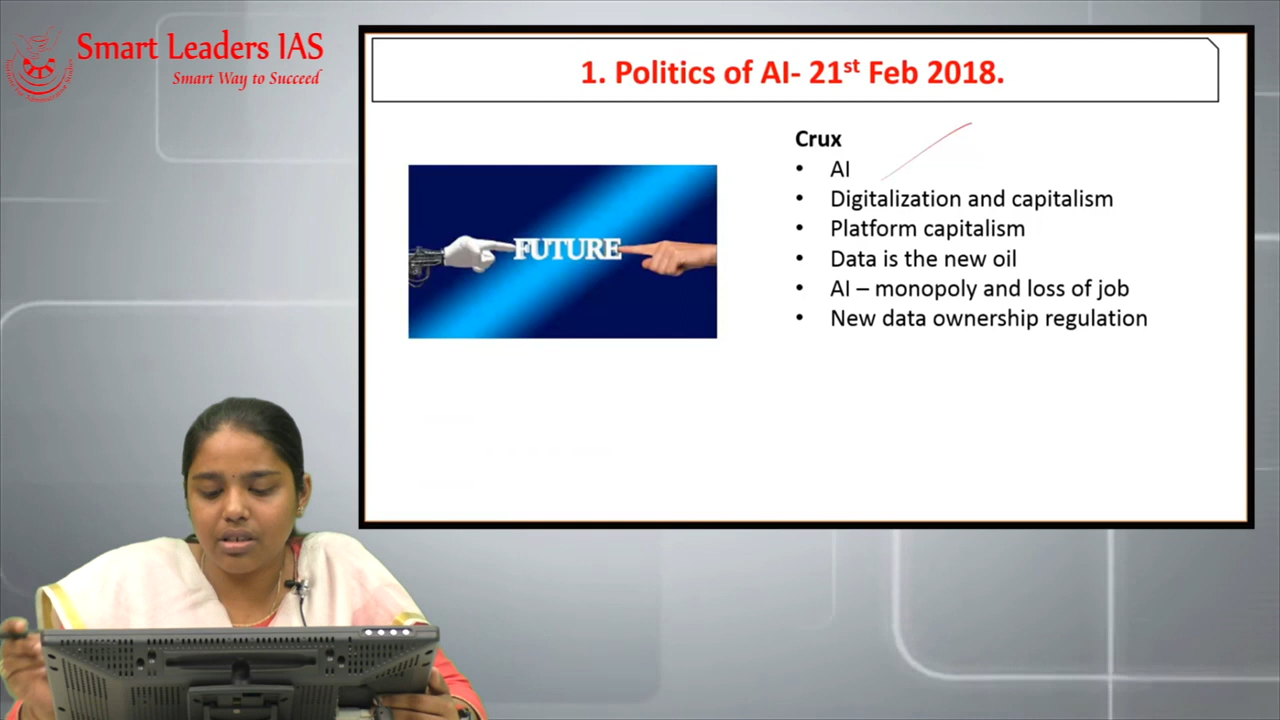 Smart Leaders IAS
Smart Way to Succeed
1. Politics of AI- 21st Feb 2018.
FUTURE
Crux
• AI
• Digitalization and capitalism
• Platform capitalism
• Data is the new oil
• AI – monopoly and loss of job
• New data ownership regulation